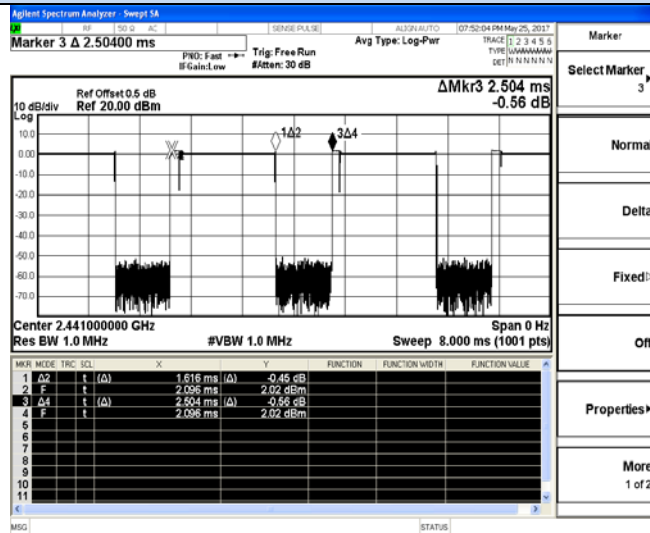 Agilent Spectrum Analyzer - Swept SA
RF 50 Ω AC SENSE:PULSE ALIGN AUTO 07:52:04 PM May 25, 2017
Marker 3 Δ 2.50400 ms
PNO: Fast Trig: Free Run Avg Type: Log-Pwr TRACE 1 2 3 4 5 6
IFGain:Low #Atten: 30 dB TYPE
DET N N N N N N
ΔMkr3 2.504 ms
-0.56 dB
Ref Offset 0.5 dB
10 dB/div Ref 20.00 dBm
Log
10.0
0.00
-10.0
-20.0
-30.0
-40.0
-50.0
-60.0
-70.0
1Δ2
3Δ4
Center 2.441000000 GHz Span 0 Hz
Res BW 1.0 MHz #VBW 1.0 MHz Sweep 8.000 ms (1001 pts)
MKR MODE TRC SCL X Y FUNCTION FUNCTION WIDTH FUNCTION VALUE
1 Δ2 t (Δ) 1.616 ms (Δ) -0.45 dB
2 F t 2.096 ms 2.02 dBm
3 Δ4 t (Δ) 2.504 ms (Δ) -0.56 dB
4 F t 2.096 ms 2.02 dBm
5
6
7
8
9
10
11
MSG STATUS
Marker
Select Marker
3
Normal
Delta
Fixed
Off
Properties
More
1 of 2